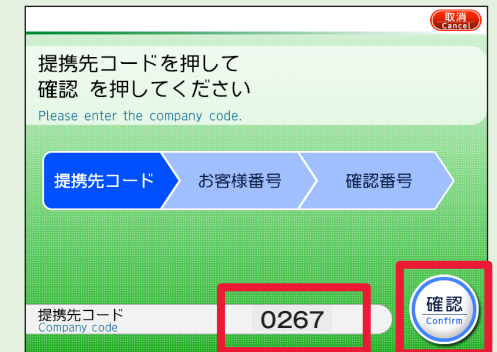 取消
Cancel
提携先コードを押して
確認 を押してください
Please enter the company code.
提携先コード お客様番号 確認番号
提携先コード
Company code
0267
確認
Confirm